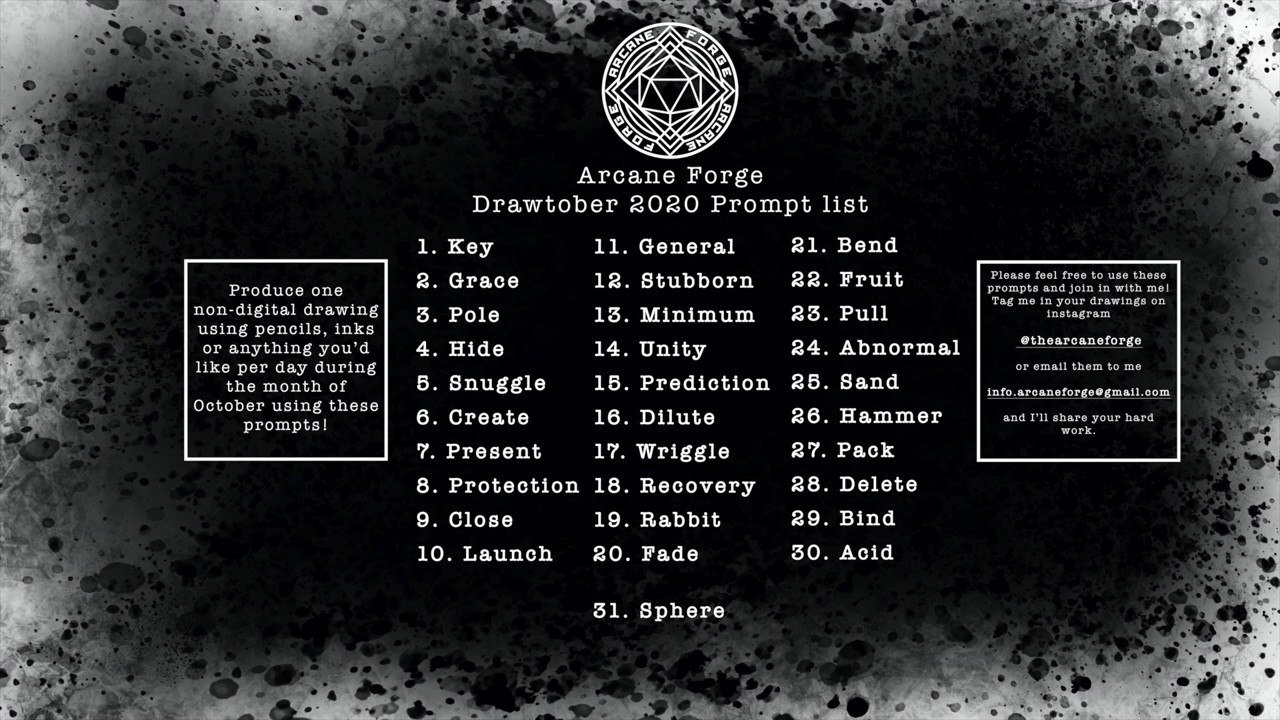 ARCANE FORGE ARCANE FORGE
Arcane Forge
Drawtober 2020 Prompt list
Produce one
non-digital drawing
using pencils, inks
or anything you'd
like per day during
the month of
October using these
prompts!
1. Key
2. Grace
3. Pole
4. Hide
5. Snuggle
6. Create
7. Present
8. Protection
9. Close
10. Launch
11. General
12. Stubborn
13. Minimum
14. Unity
15. Prediction
16. Dilute
17. Wriggle
18. Recovery
19. Rabbit
20. Fade
21. Bend
22. Fruit
23. Pull
24. Abnormal
25. Sand
26. Hammer
27. Pack
28. Delete
29. Bind
30. Acid
31. Sphere
Please feel free to use these
prompts and join in with me!
Tag me in your drawings on
instagram
@thearcaneforge
or email them to me
info.arcaneforge@gmail.com
and I'll share your hard
work.